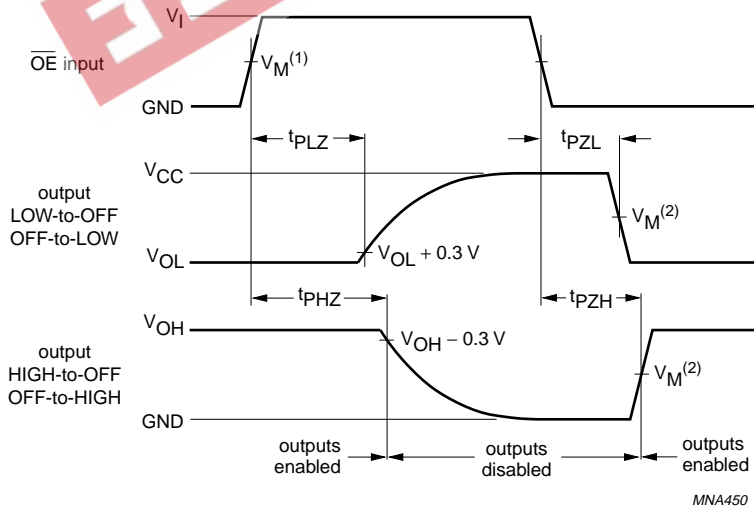 V_I
OE input
V_M^(1)
GND
t_PLZ
t_PZL
V_CC
output
LOW-to-OFF
OFF-to-LOW
V_M^(2)
V_OL
V_OL + 0.3 V
t_PHZ
t_PZH
V_OH
V_OH − 0.3 V
output
HIGH-to-OFF
OFF-to-HIGH
V_M^(2)
GND
outputs
enabled
outputs
disabled
outputs
enabled
MNA450